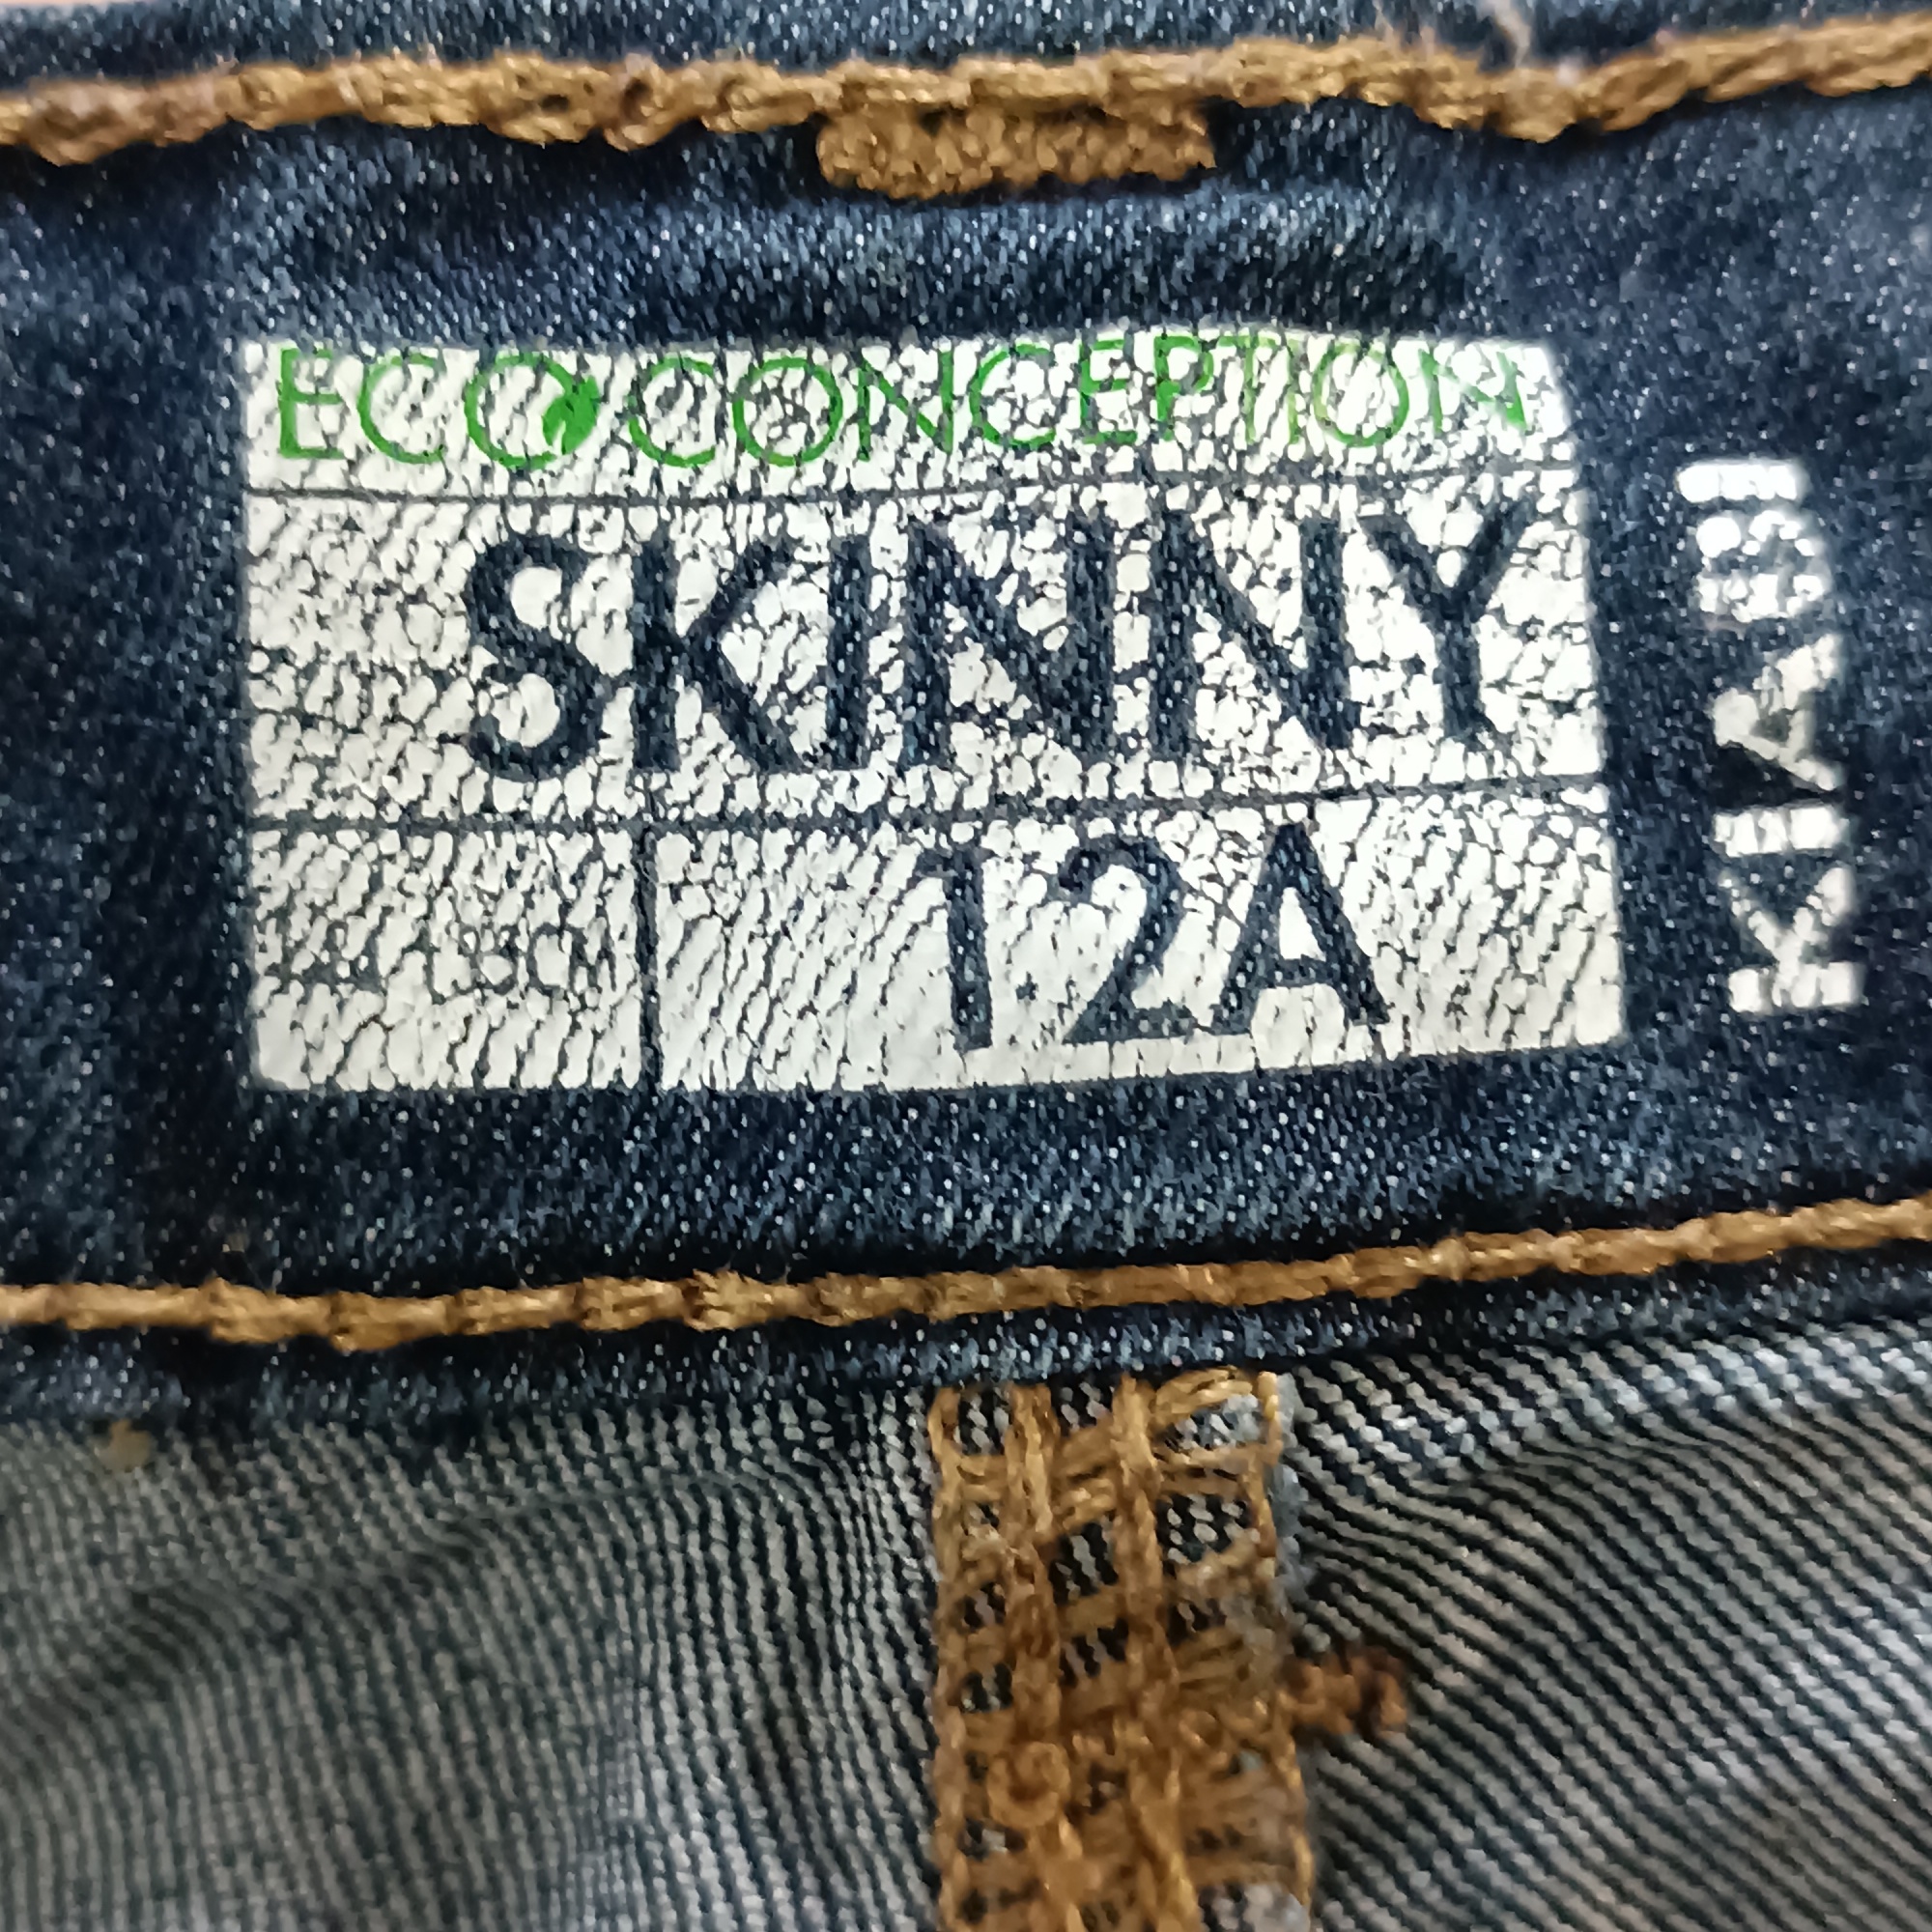 ECO CONCEPTION
SKINNY
12A
KIABI